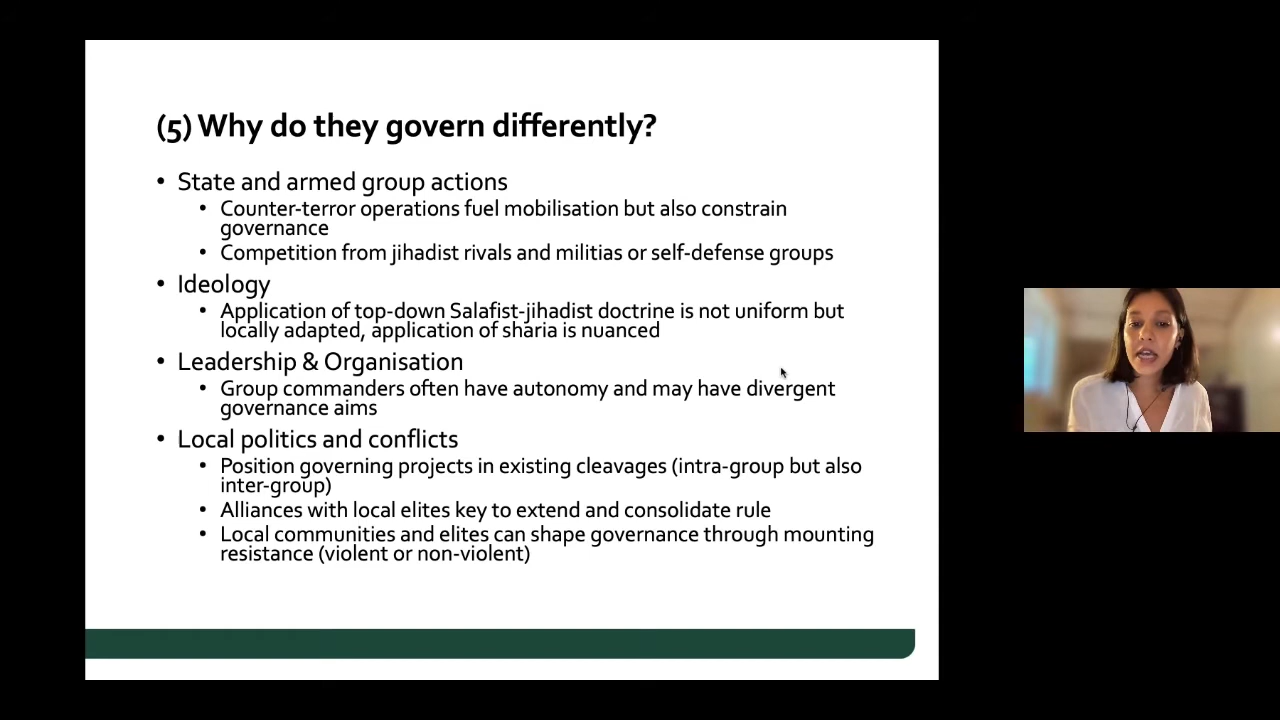 (5) Why do they govern differently?
• State and armed group actions
• Counter-terror operations fuel mobilisation but also constrain
governance
• Competition from jihadist rivals and militias or self-defense groups
• Ideology
• Application of top-down Salafist-jihadist doctrine is not uniform but
locally adapted, application of sharia is nuanced
• Leadership & Organisation
• Group commanders often have autonomy and may have divergent
governance aims
• Local politics and conflicts
• Position governing projects in existing cleavages (intra-group but also
inter-group)
• Alliances with local elites key to extend and consolidate rule
• Local communities and elites can shape governance through mounting
resistance (violent or non-violent)